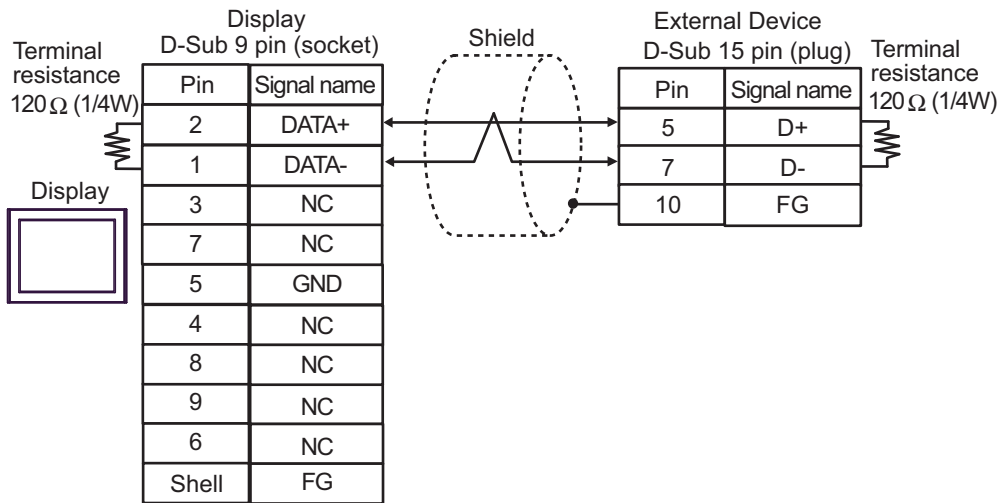 Display
D-Sub 9 pin (socket)
Terminal
resistance
120Ω (1/4W)
Display
Pin Signal name
2 DATA+
1 DATA-
3 NC
7 NC
5 GND
4 NC
8 NC
9 NC
6 NC
Shell FG
Shield
External Device
D-Sub 15 pin (plug)
Pin Signal name
5 D+
7 D-
10 FG
Terminal
resistance
120Ω (1/4W)